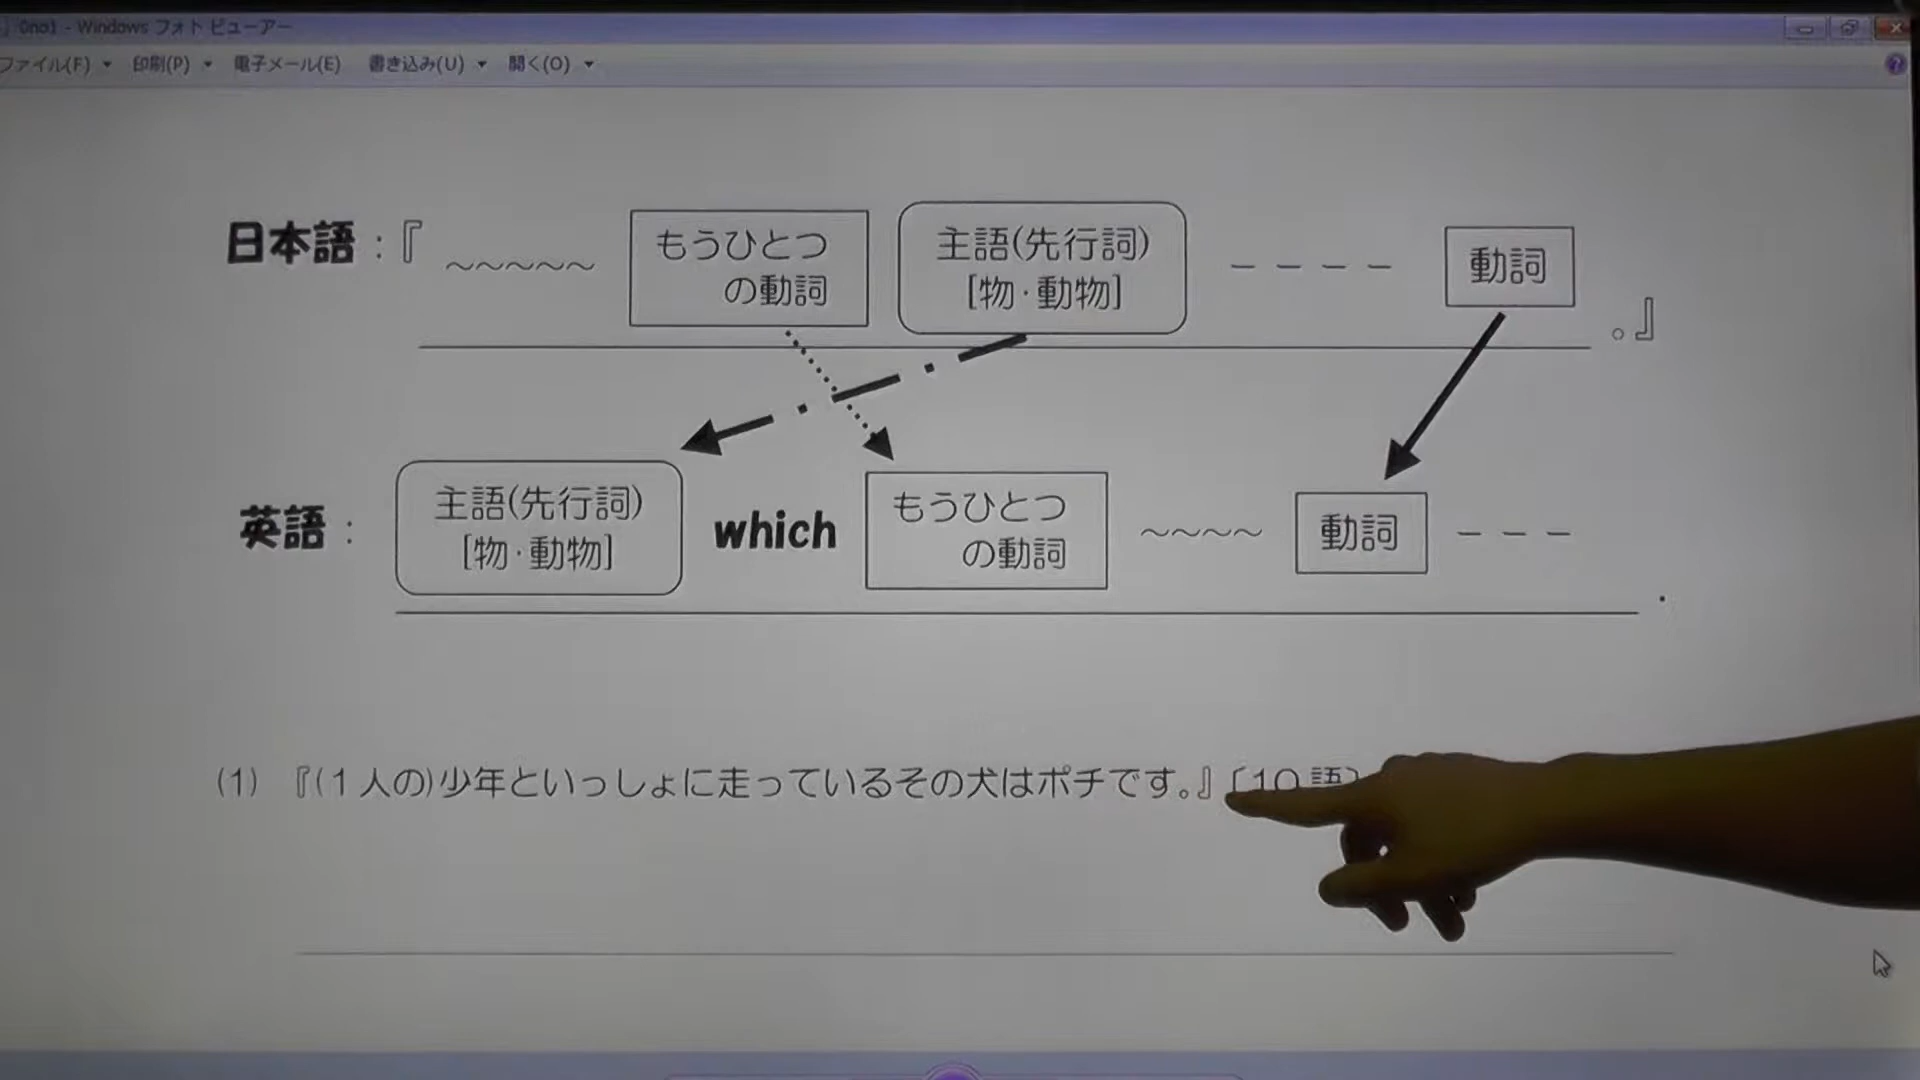 0no1 - Windows フォト ビューアー
ファイル(F) 印刷(P) 電子メール(E) 書き込み(U) 開く(O)
日本語:『 ~~~~~ もうひとつの動詞 主語(先行詞)[物・動物] ---- 動詞 。』
英語: 主語(先行詞)[物・動物] which もうひとつの動詞 ~~~~ 動詞 --- .
(1) 『(1人の)少年といっしょに走っているその犬はポチです。』〔10語〕